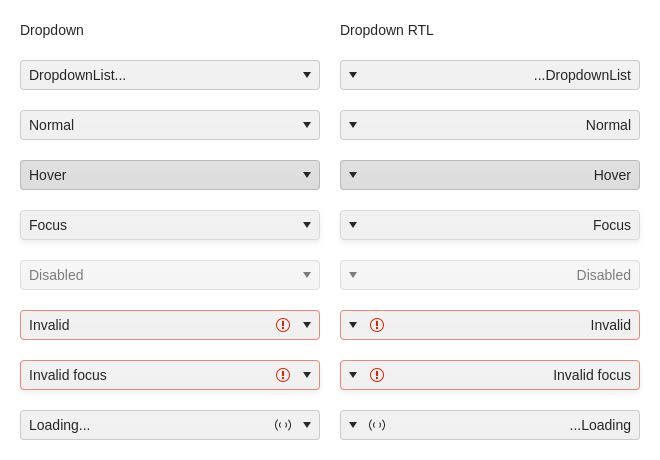 Dropdown
DropdownList...
Normal
Hover
Focus
Disabled
Invalid
Invalid focus
Loading...
Dropdown RTL
...DropdownList
Normal
Hover
Focus
Disabled
Invalid
Invalid focus
...Loading